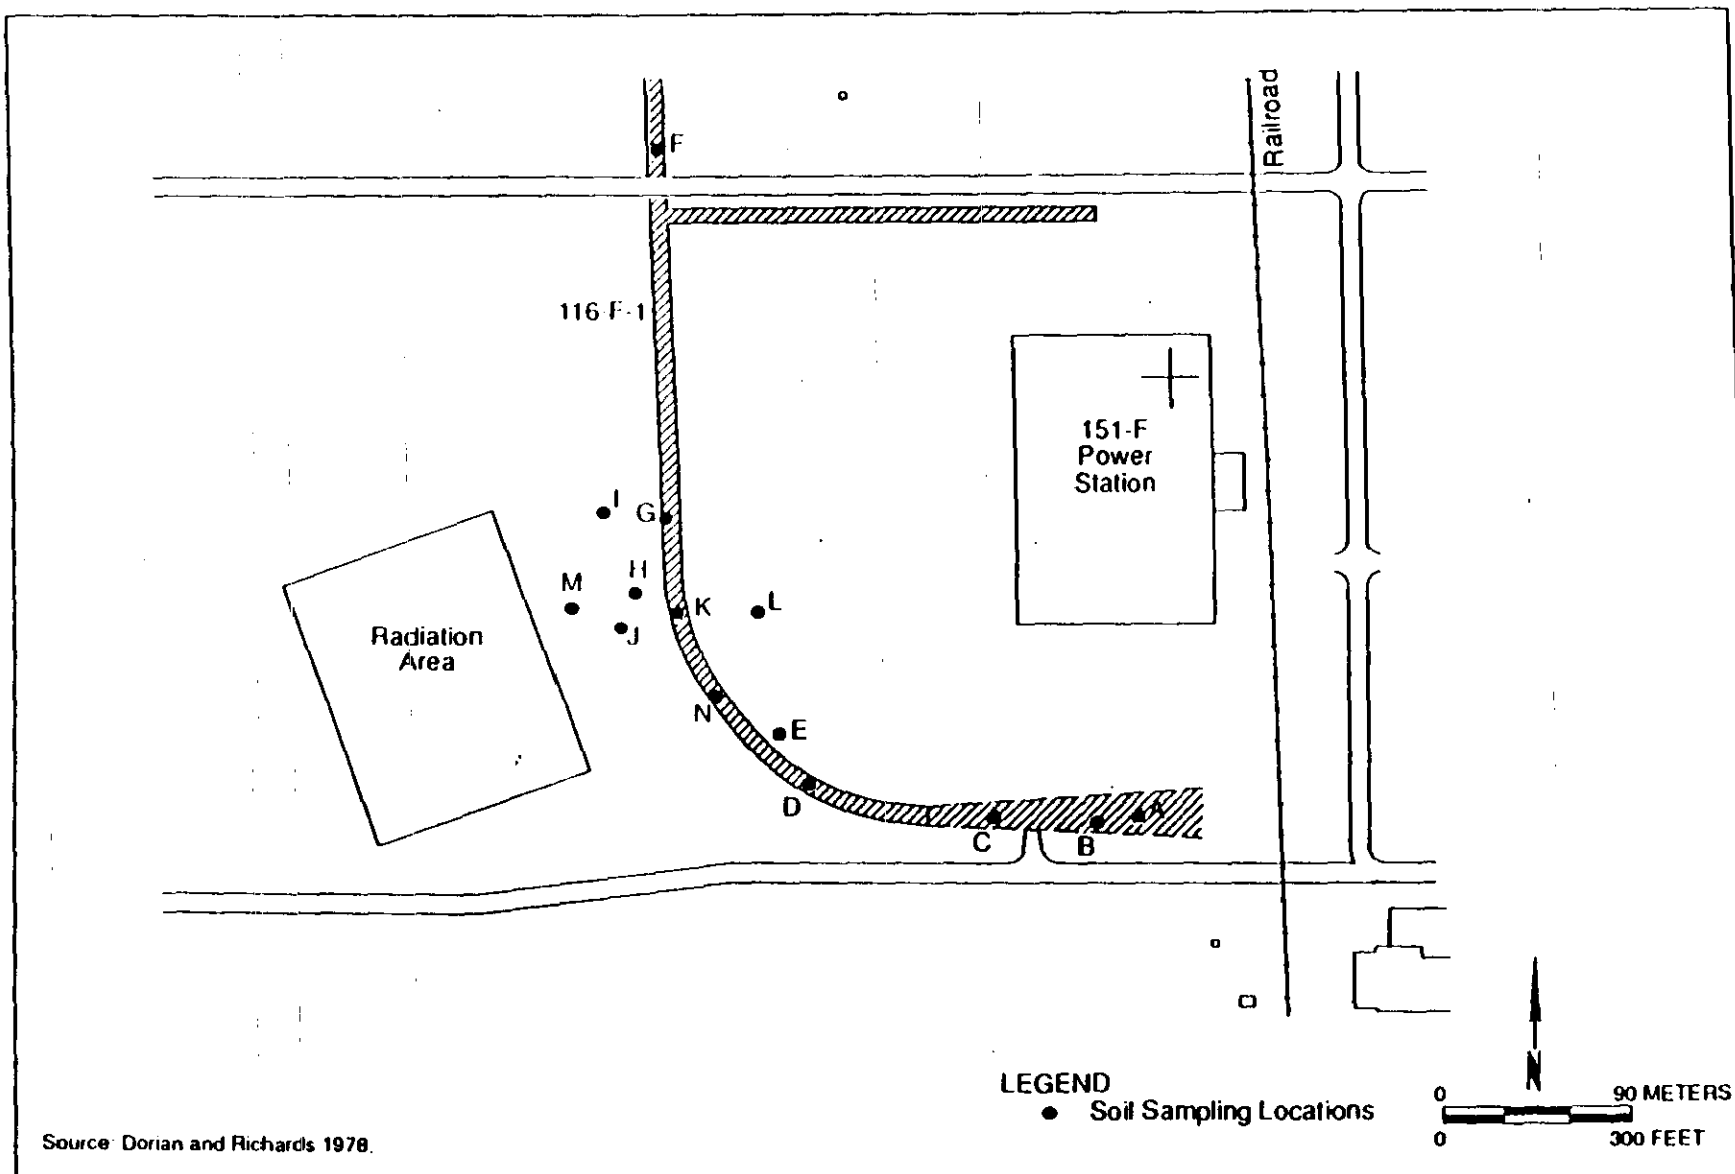 Railroad
F
116-F-1
151-F
Power
Station
I
G
H
M
K
L
J
Radiation
Area
N
E
D
A
C
B
N
LEGEND
Soil Sampling Locations
0 90 METERS
0 300 FEET
Source: Dorian and Richards 1978.